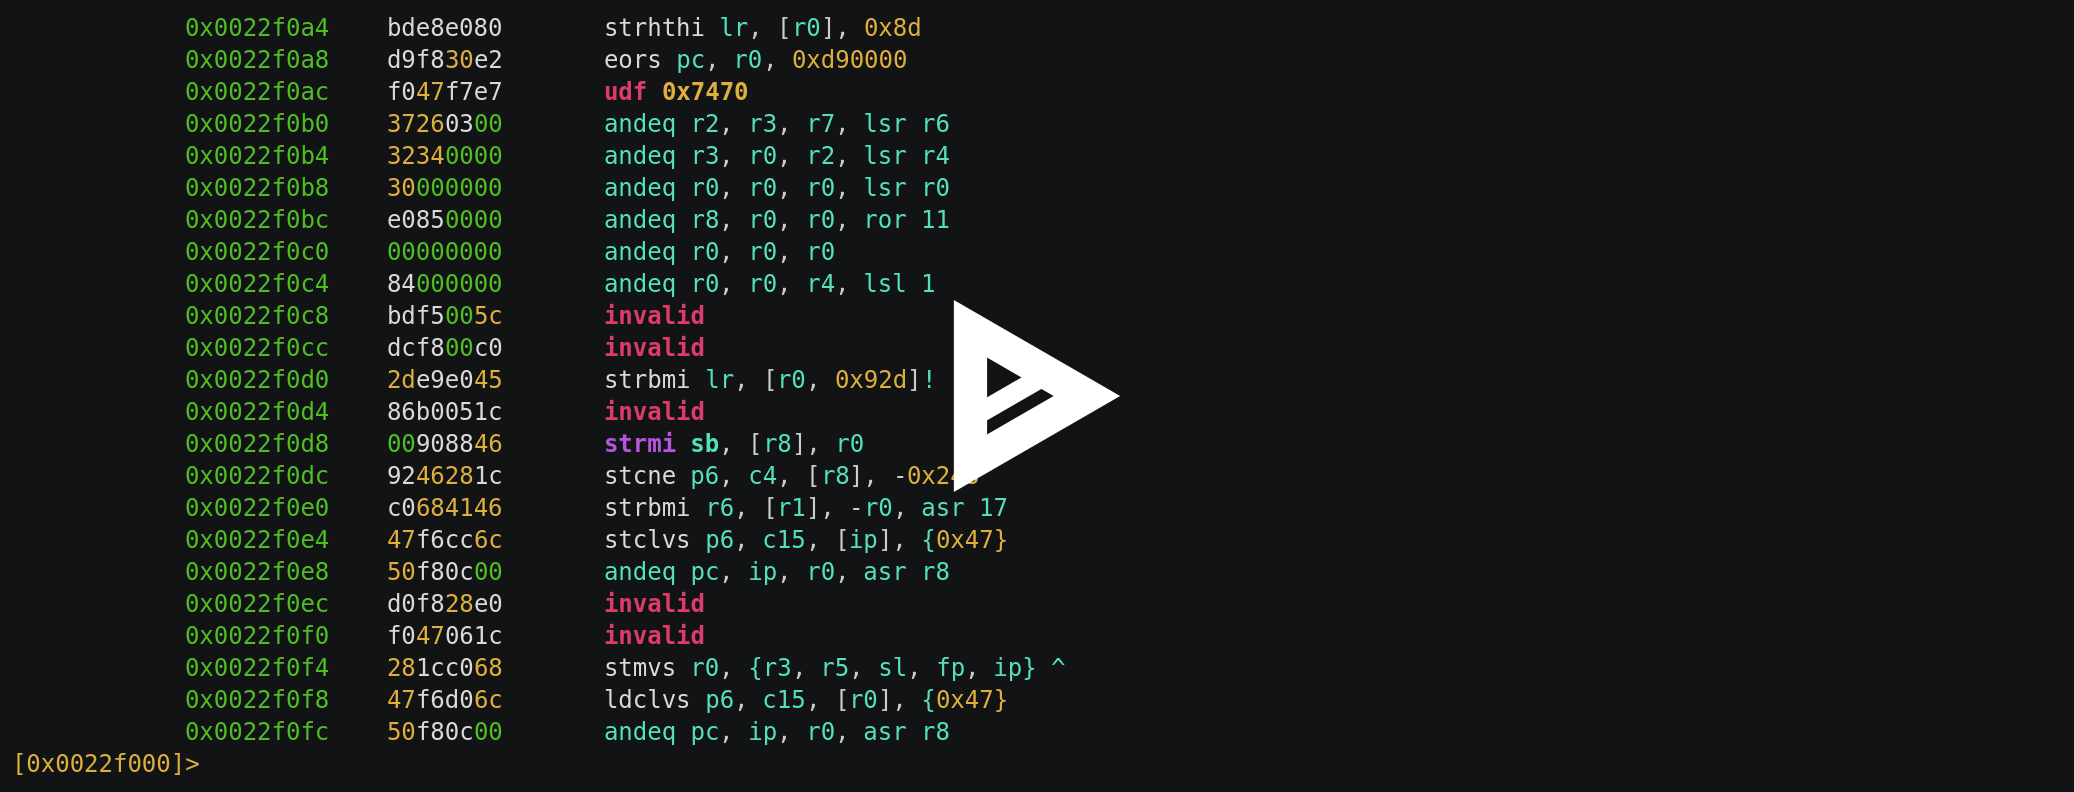 0x0022f0a4 bde8e080 strhthi lr, [r0], 0x8d
0x0022f0a8 d9f830e2 eors pc, r0, 0xd90000
0x0022f0ac f047f7e7 udf 0x7470
0x0022f0b0 37260300 andeq r2, r3, r7, lsr r6
0x0022f0b4 32340000 andeq r3, r0, r2, lsr r4
0x0022f0b8 30000000 andeq r0, r0, r0, lsr r0
0x0022f0bc e0850000 andeq r8, r0, r0, ror 11
0x0022f0c0 00000000 andeq r0, r0, r0
0x0022f0c4 84000000 andeq r0, r0, r4, lsl 1
0x0022f0c8 bdf5005c invalid
0x0022f0cc dcf800c0 invalid
0x0022f0d0 2de9e045 strbmi lr, [r0, 0x92d]!
0x0022f0d4 86b0051c invalid
0x0022f0d8 00908846 strmi sb, [r8], r0
0x0022f0dc 9246281c stcne p6, c4, [r8],
0x0022f0e0 c0684146 strbmi r6, [r1], -r0, asr 17
0x0022f0e4 47f6cc6c stclvs p6, c15, [ip], {0x47}
0x0022f0e8 50f80c00 andeq pc, ip, r0, asr r8
0x0022f0ec d0f828e0 invalid
0x0022f0f0 f047061c invalid
0x0022f0f4 281cc068 stmvs r0, {r3, r5, sl, fp, ip} ^
0x0022f0f8 47f6d06c ldclvs p6, c15, [r0], {0x47}
0x0022f0fc 50f80c00 andeq pc, ip, r0, asr r8
[0x0022f000]>